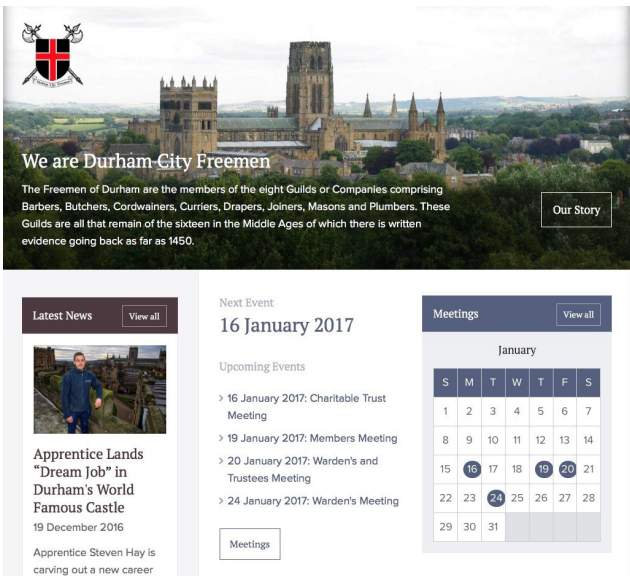 We are Durham City Freemen
The Freemen of Durham are the members of the eight Guilds or Companies comprising
Barbers, Butchers, Cordwainers, Curriers, Drapers, Joiners, Masons and Plumbers. These
Guilds are all that remain of the sixteen in the Middle Ages of which there is written
evidence going back as far as 1450.
Our Story
Latest News
View all
Apprentice Lands
“Dream Job” in
Durham's World
Famous Castle
19 December 2016
Apprentice Steven Hay is
carving out a new career
Next Event
16 January 2017
Upcoming Events
> 16 January 2017: Charitable Trust
Meeting
> 19 January 2017: Members Meeting
> 20 January 2017: Warden's and
Trustees Meeting
> 24 January 2017: Warden's Meeting
Meetings
Meetings
View all
January
S M T W T F S
1 2 3 4 5 6 7
8 9 10 11 12 13 14
15 16 17 18 19 20 21
22 23 24 25 26 27 28
29 30 31